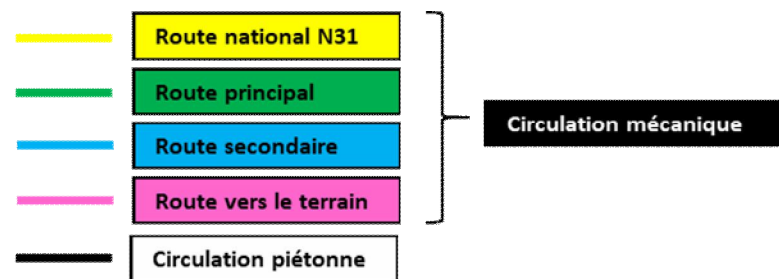 Route national N31
Route principal
Route secondaire
Route vers le terrain
Circulation piétonne
Circulation mécanique